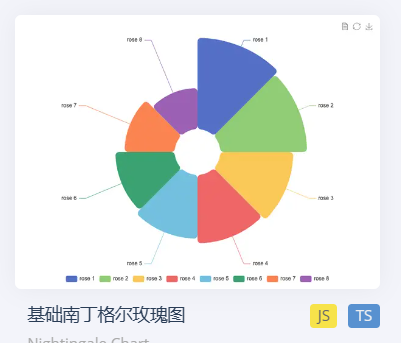 rose 8
rose 1
rose 7
rose 2
rose 6
rose 3
rose 5
rose 4
rose 1 rose 2 rose 3 rose 4 rose 5 rose 6 rose 7 rose 8
基础南丁格尔玫瑰图 JS TS
Nightingale Chart